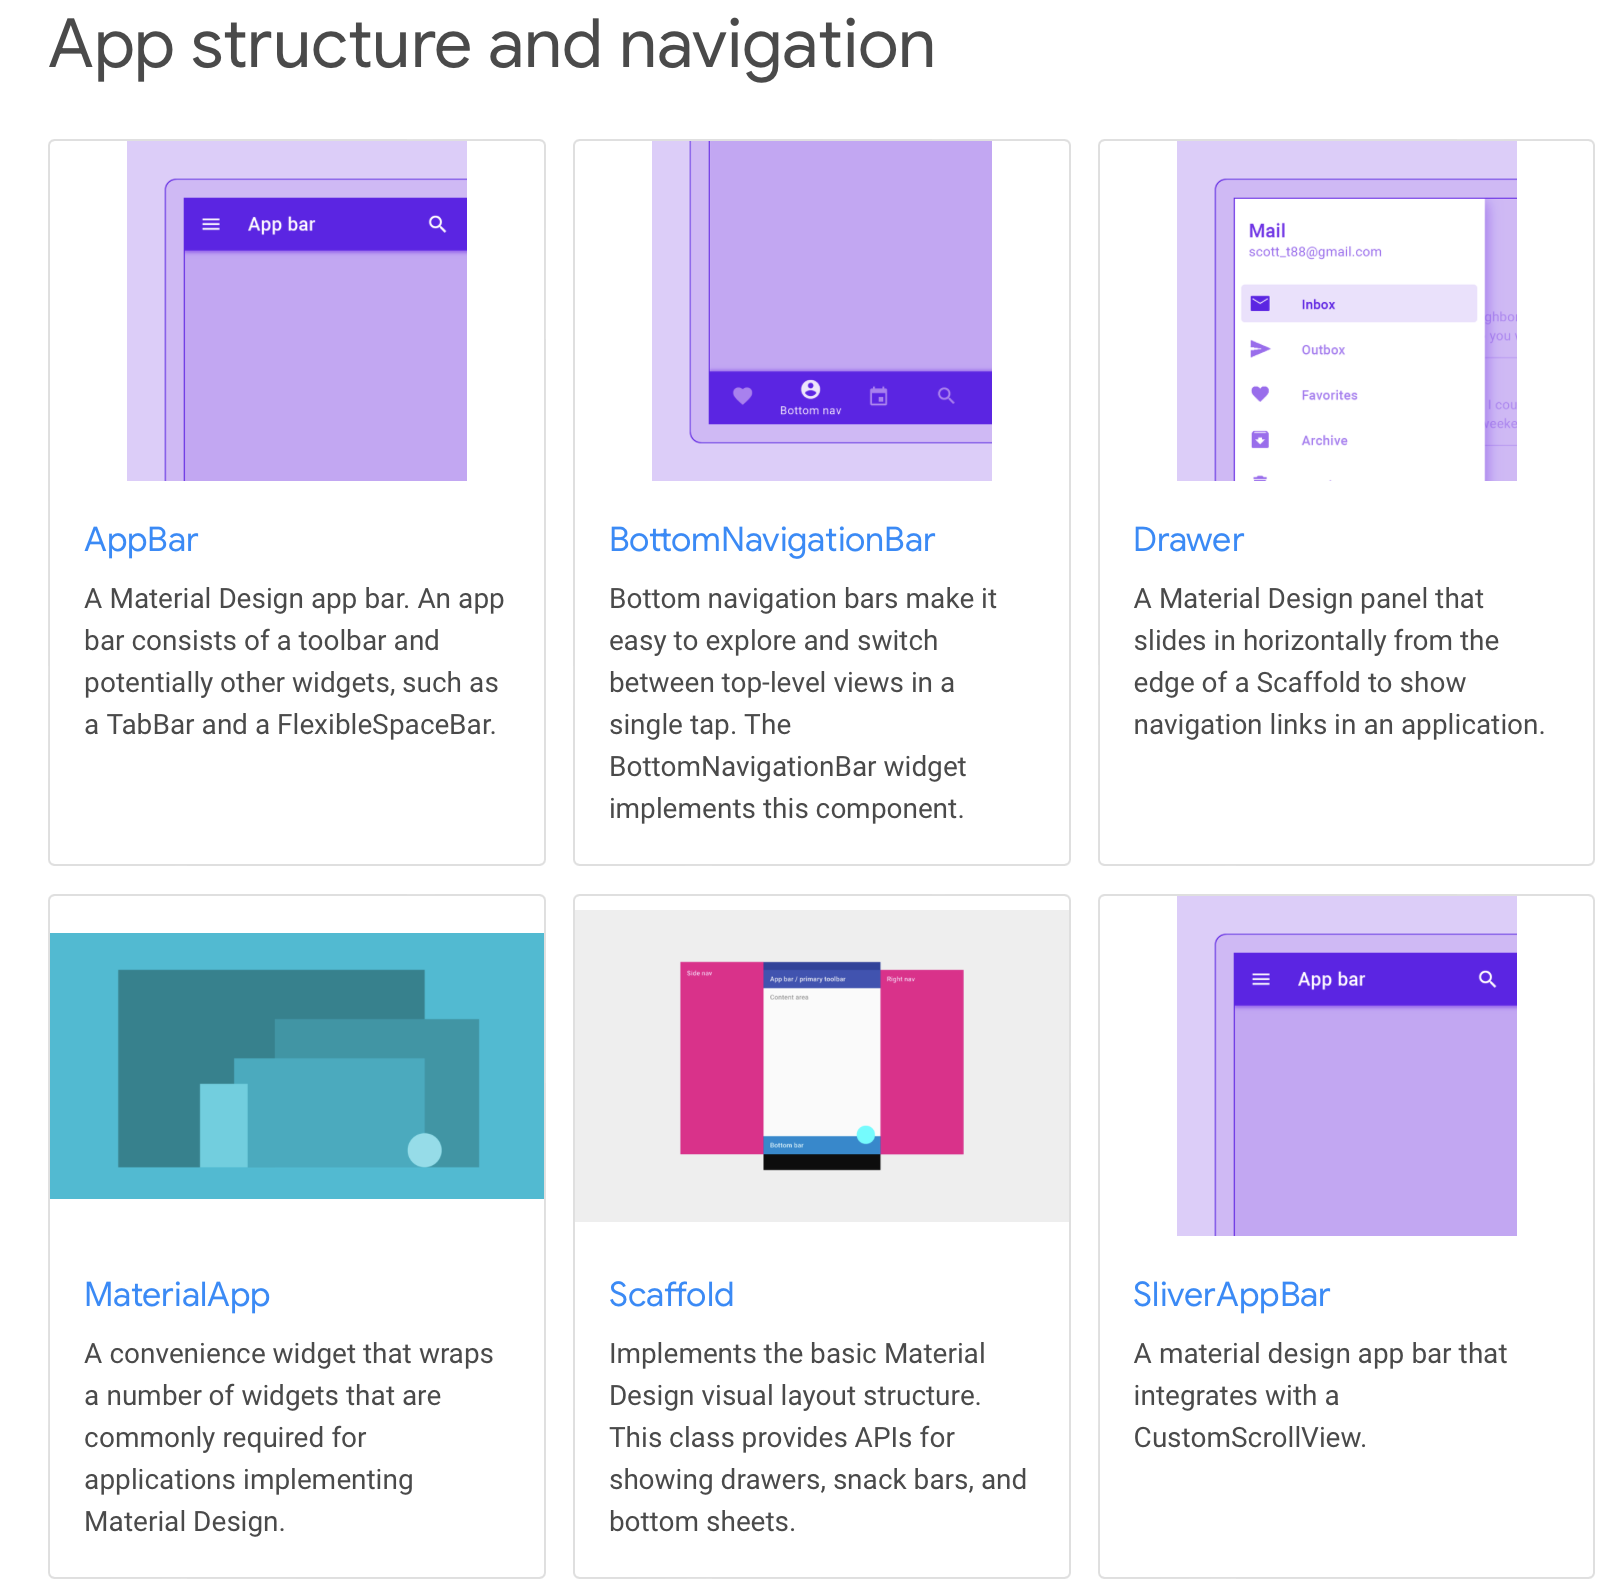 App structure and navigation
App bar
AppBar
A Material Design app bar. An app
bar consists of a toolbar and
potentially other widgets, such as
a TabBar and a FlexibleSpaceBar.
Bottom nav
BottomNavigationBar
Bottom navigation bars make it
easy to explore and switch
between top-level views in a
single tap. The
BottomNavigationBar widget
implements this component.
Mail
scott_t88@gmail.com
Inbox
Outbox
Favorites
Archive
you
I cou
Drawer
A Material Design panel that
slides in horizontally from the
edge of a Scaffold to show
navigation links in an application.
MaterialApp
A convenience widget that wraps
a number of widgets that are
commonly required for
applications implementing
Material Design.
Side nav
App bar / primary toolbar
Content area
Right nav
Bottom bar
Scaffold
Implements the basic Material
Design visual layout structure.
This class provides APIs for
showing drawers, snack bars, and
bottom sheets.
App bar
SliverAppBar
A material design app bar that
integrates with a
CustomScrollView.